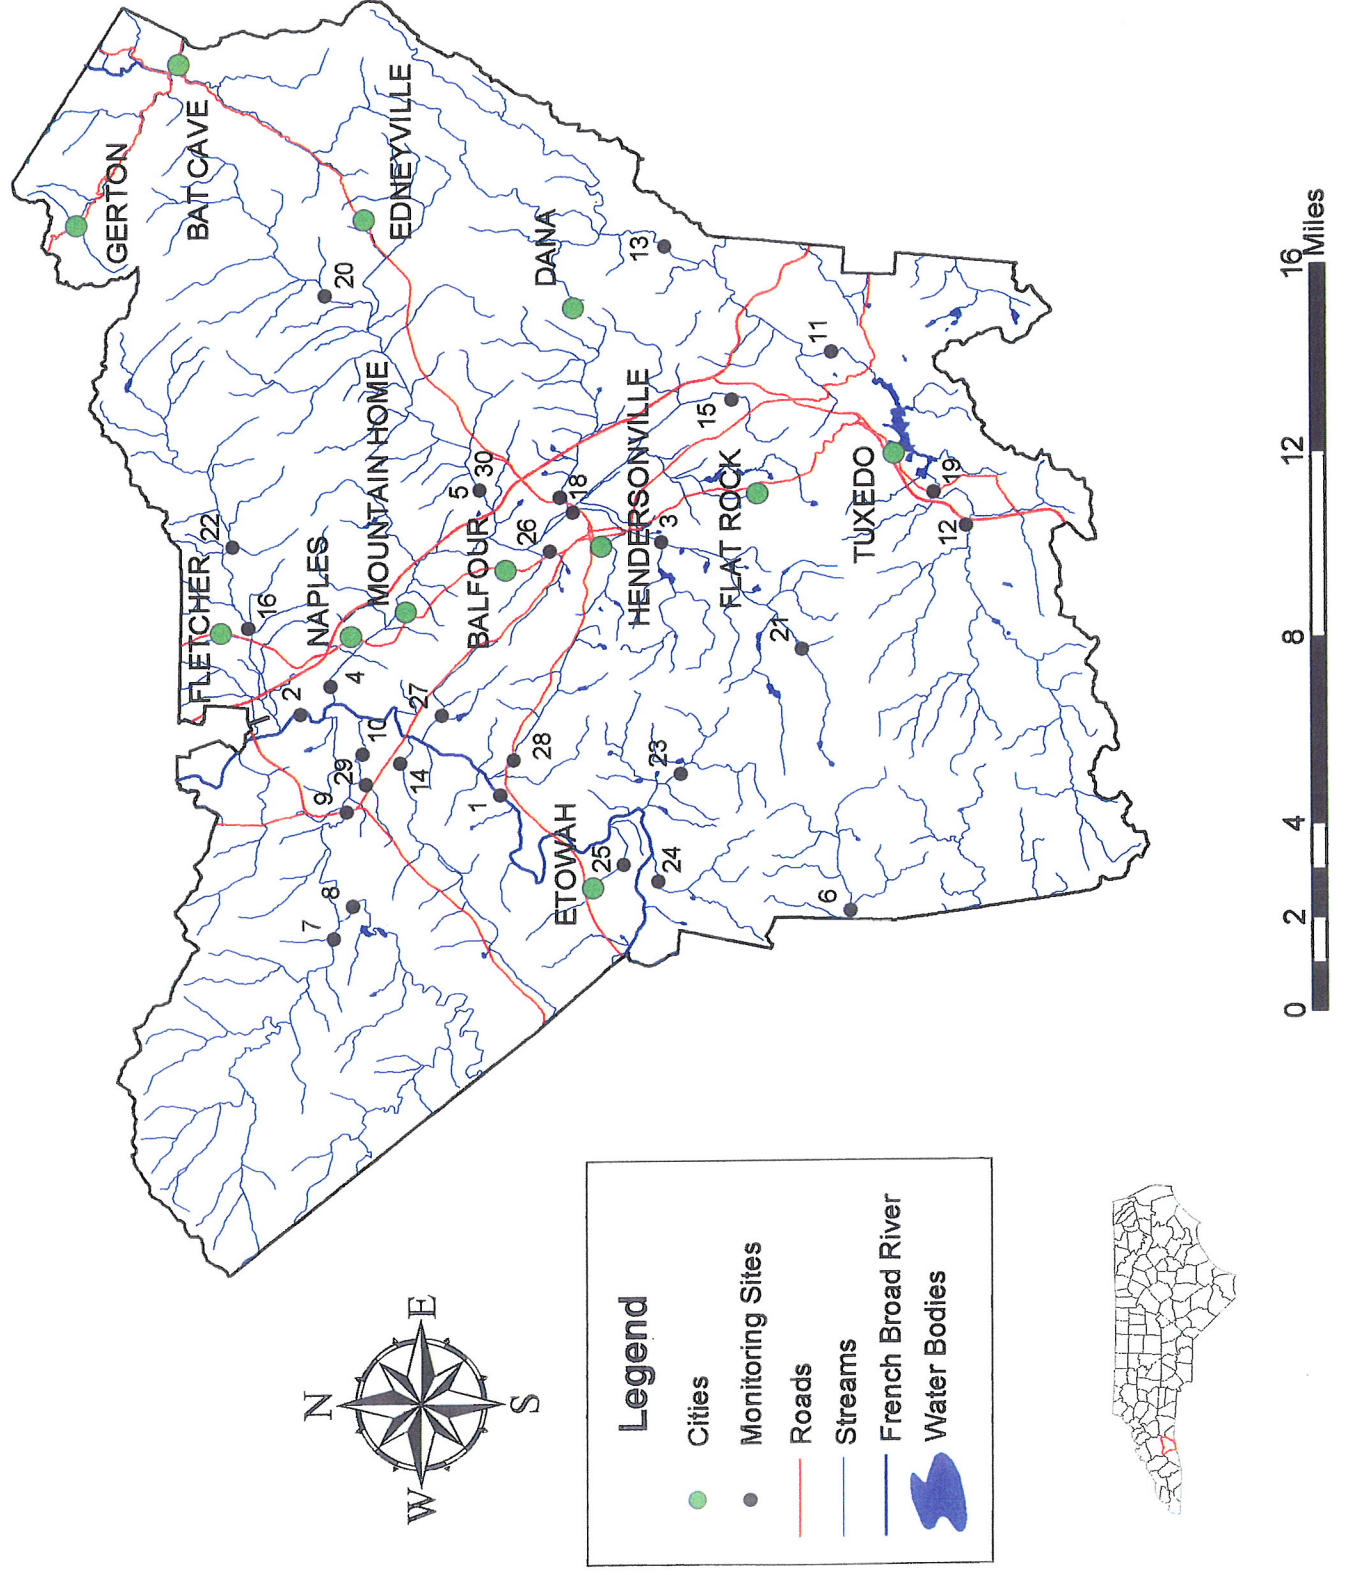 GERTON
BAT CAVE
EDNEYVILLE
20
DANA
13
22
FLETCHER
16
NAPLES
MOUNTAIN HOME
5
30
BALFOUR
26
18
HENDERSONVILLE
15
11
3
FLAT ROCK
TUXEDO
19
12
21
2
4
10
27
29
14
9
28
1
23
ETOWAH
25
24
6
8
7
N
W
E
S
Legend
Cities
Monitoring Sites
Roads
Streams
French Broad River
Water Bodies
0
2
4
8
12
16
Miles